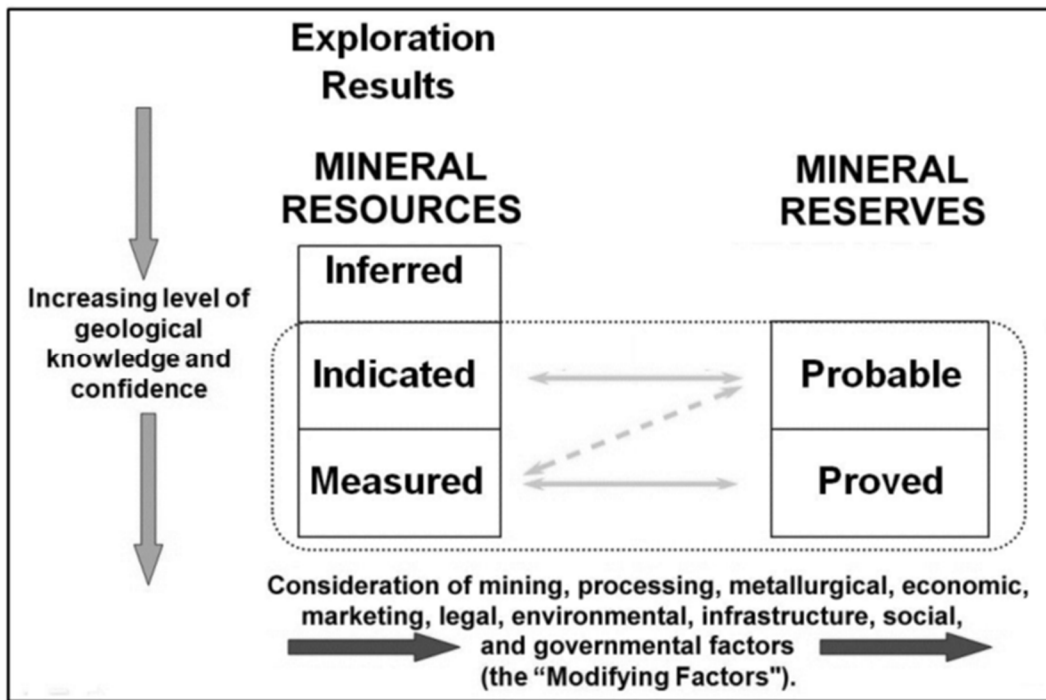 Exploration
Results
MINERAL
RESOURCES
MINERAL
RESERVES
Inferred
Increasing level of
geological
knowledge and
confidence
Indicated
Probable
Measured
Proved
Consideration of mining, processing, metallurgical, economic,
marketing, legal, environmental, infrastructure, social,
and governmental factors
(the “Modifying Factors").